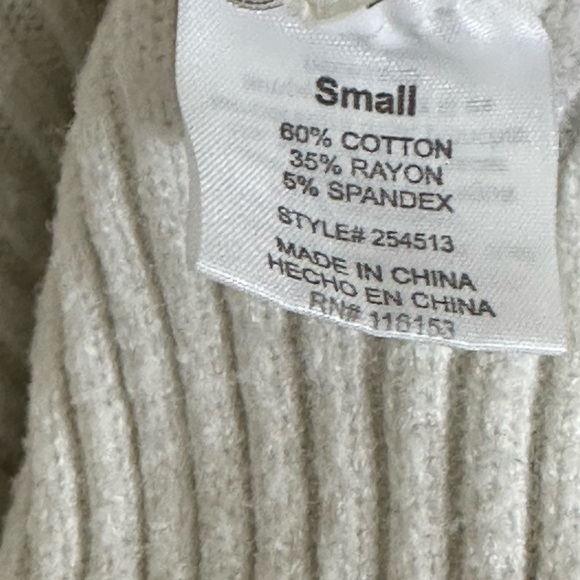 Small
60% COTTON
35% RAYON
5% SPANDEX
STYLE# 254513
MADE IN CHINA
HECHO EN CHINA
RN# 116153